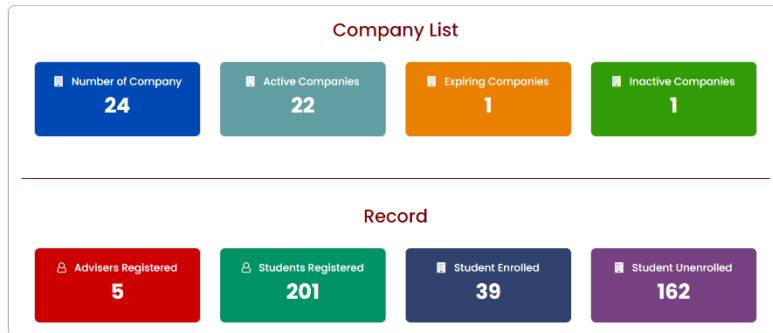 Company List
Number of Company
24
Active Companies
22
Expiring Companies
1
Inactive Companies
1
Record
Advisers Registered
5
Students Registered
201
Student Enrolled
39
Student Unenrolled
162